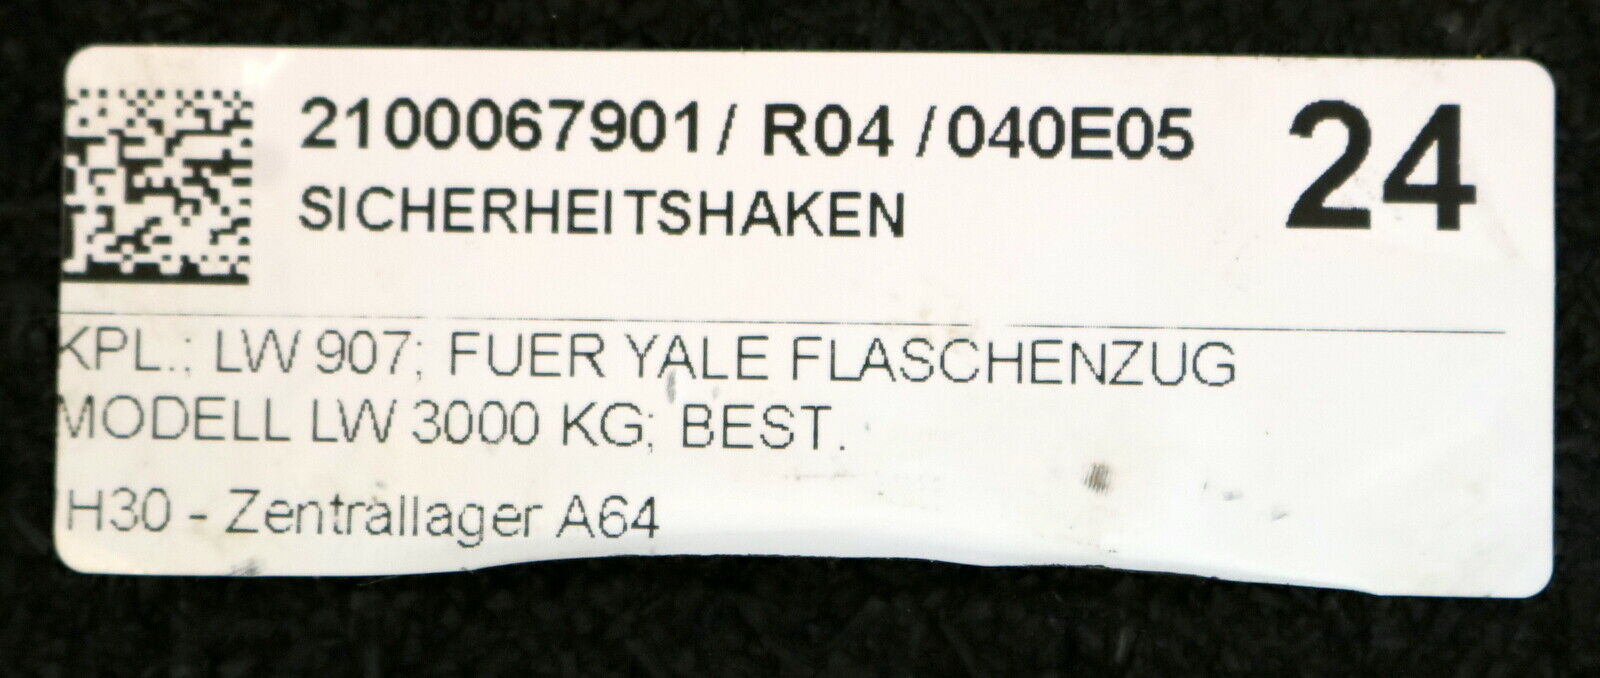 2100067901/ R04 /040E05 24
SICHERHEITSHAKEN
KPL.; LW 907; FUER YALE FLASCHENZUG
MODELL LW 3000 KG; BEST.
H30 - Zentrallager A64